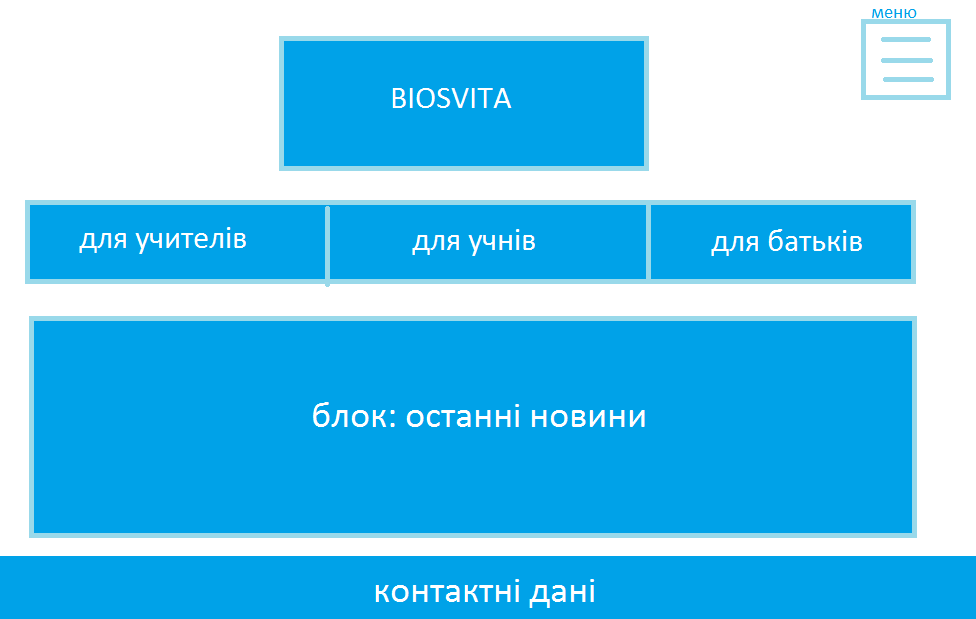 меню
BIOSVITA
для учителів
для учнів
для батьків
блок: останні новини
контактні дані